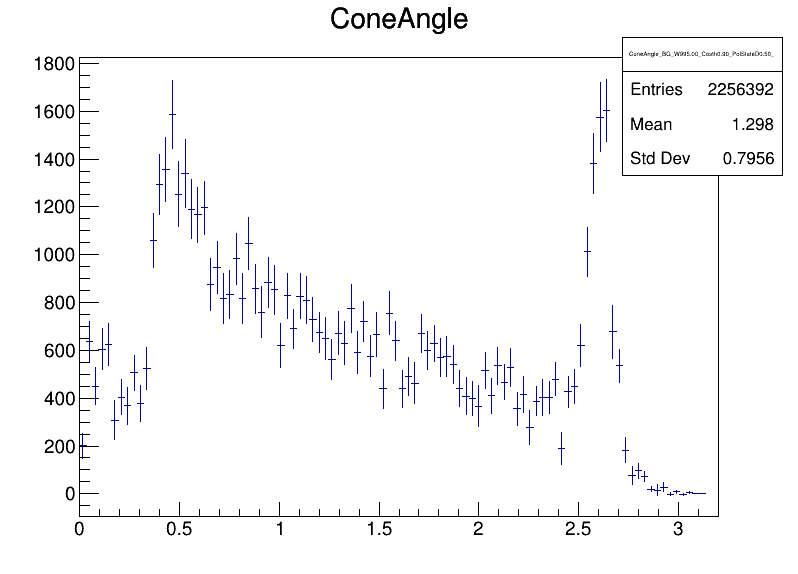 ConeAngle
ConeAngle_BG_W995.00_Costh0.90_PolStateD0.50_
Entries 2256392
Mean 1.298
Std Dev 0.7956
1800
1600
1400
1200
1000
800
600
400
200
0
0 0.5 1 1.5 2 2.5 3